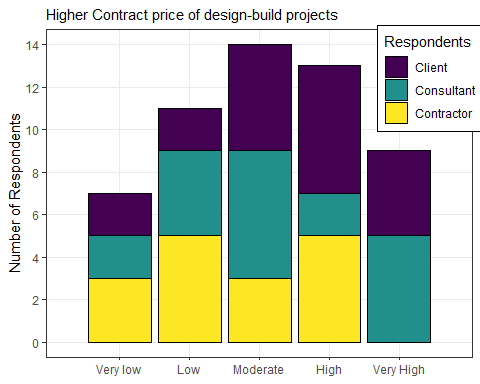 Higher Contract price of design-build projects
Respondents
Client
Consultant
Contractor
Number of Respondents
14
12
10
8
6
4
2
0
Very low
Low
Moderate
High
Very High